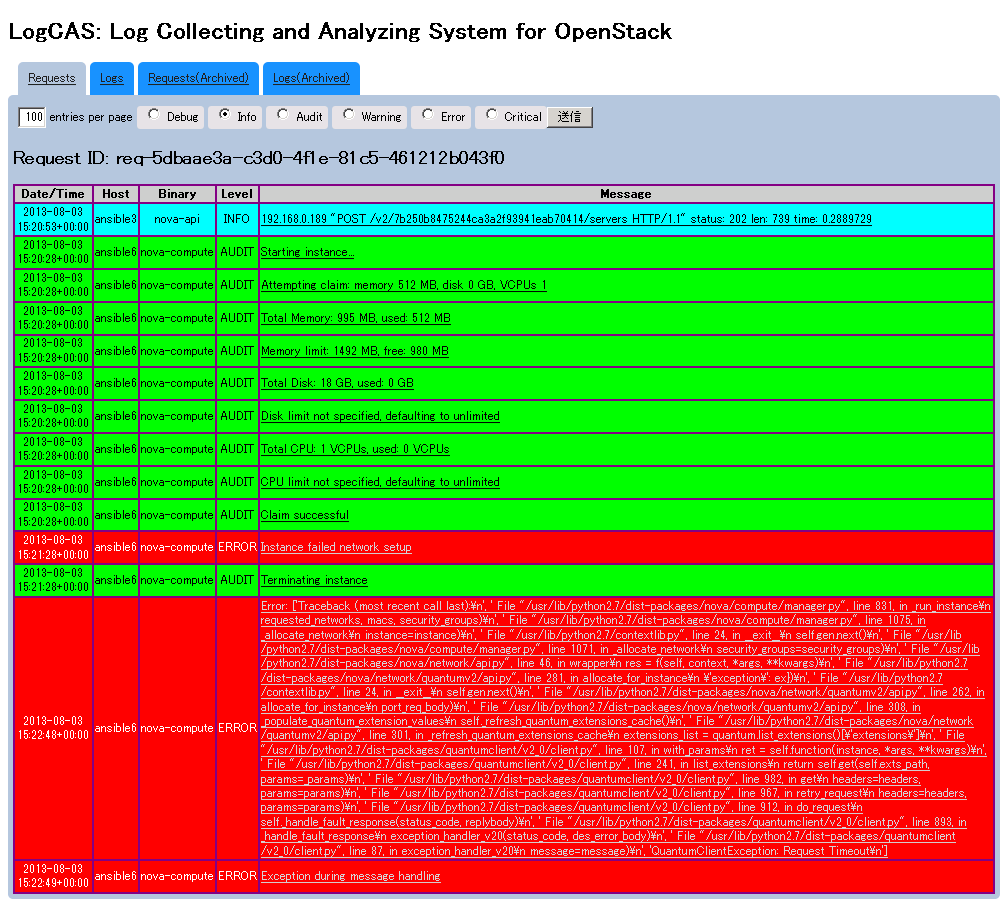 LogCAS: Log Collecting and Analyzing System for OpenStack
Requests Logs Requests(Archived) Logs(Archived)
100 entries per page Debug Info Audit Warning Error Critical 送信
Request ID: req-5dbaae3a-c3d0-4f1e-81c5-461212b043f0
Date/Time Host Binary Level Message
2013-08-03
15:20:53+00:00 ansible3 nova-api INFO 192.168.0.189 "POST /v2/7b250b8475244ca3a2f93941eab70414/servers HTTP/1.1" status: 202 len: 739 time: 0.2889729
2013-08-03
15:20:28+00:00 ansible6 nova-compute AUDIT Starting instance...
2013-08-03
15:20:28+00:00 ansible6 nova-compute AUDIT Attempting claim: memory 512 MB, disk 0 GB, VCPUs 1
2013-08-03
15:20:28+00:00 ansible6 nova-compute AUDIT Total Memory: 995 MB, used: 512 MB
2013-08-03
15:20:28+00:00 ansible6 nova-compute AUDIT Memory limit: 1492 MB, free: 980 MB
2013-08-03
15:20:28+00:00 ansible6 nova-compute AUDIT Total Disk: 18 GB, used: 0 GB
2013-08-03
15:20:28+00:00 ansible6 nova-compute AUDIT Disk limit not specified, defaulting to unlimited
2013-08-03
15:20:28+00:00 ansible6 nova-compute AUDIT Total CPU: 1 VCPUs, used: 0 VCPUs
2013-08-03
15:20:28+00:00 ansible6 nova-compute AUDIT CPU limit not specified, defaulting to unlimited
2013-08-03
15:20:28+00:00 ansible6 nova-compute AUDIT Claim successful
2013-08-03
15:21:28+00:00 ansible6 nova-compute ERROR Instance failed network setup
2013-08-03
15:21:28+00:00 ansible6 nova-compute AUDIT Terminating instance
2013-08-03
15:22:48+00:00 ansible6 nova-compute ERROR
Error: ['Traceback (most recent call last):¥n', ' File "/usr/lib/python2.7/dist-packages/nova/compute/manager.py", line 831, in _run_instance¥n
requested_networks, macs, security_groups)¥n', ' File "/usr/lib/python2.7/dist-packages/nova/compute/manager.py", line 1075, in
_allocate_network¥n instance=instance)¥n', ' File "/usr/lib/python2.7/contextlib.py", line 24, in __exit__¥n self.gen.next()¥n', ' File "/usr/lib
/python2.7/dist-packages/nova/compute/manager.py", line 1071, in _allocate_network¥n security_groups=security_groups)¥n', ' File "/usr/lib
/python2.7/dist-packages/nova/network/api.py", line 46, in wrapper¥n res = f(self, context, *args, **kwargs)¥n', ' File "/usr/lib/python2.7
/dist-packages/nova/network/quantumv2/api.py", line 281, in allocate_for_instance¥n ¥'exception¥': ex})¥n', ' File "/usr/lib/python2.7
/contextlib.py", line 24, in __exit__¥n self.gen.next()¥n', ' File "/usr/lib/python2.7/dist-packages/nova/network/quantumv2/api.py", line 262, in
allocate_for_instance¥n port_req_body)¥n', ' File "/usr/lib/python2.7/dist-packages/nova/network/quantumv2/api.py", line 308, in
_populate_quantum_extension_values¥n self._refresh_quantum_extensions_cache()¥n', ' File "/usr/lib/python2.7/dist-packages/nova/network
/quantumv2/api.py", line 301, in _refresh_quantum_extensions_cache¥n extensions_list = quantum.list_extensions()[¥'extensions¥']¥n', ' File
"/usr/lib/python2.7/dist-packages/quantumclient/v2_0/client.py", line 107, in with_params¥n ret = self.function(instance, *args, **kwargs)¥n',
' File "/usr/lib/python2.7/dist-packages/quantumclient/v2_0/client.py", line 241, in list_extensions¥n return self.get(self.exts_path,
params=_params)¥n', ' File "/usr/lib/python2.7/dist-packages/quantumclient/v2_0/client.py", line 982, in get¥n headers=headers,
params=params)¥n', ' File "/usr/lib/python2.7/dist-packages/quantumclient/v2_0/client.py", line 967, in retry_request¥n headers=headers,
params=params)¥n', ' File "/usr/lib/python2.7/dist-packages/quantumclient/v2_0/client.py", line 912, in do_request¥n
self._handle_fault_response(status_code, replybody)¥n', ' File "/usr/lib/python2.7/dist-packages/quantumclient/v2_0/client.py", line 893, in
_handle_fault_response¥n exception_handler_v20(status_code, des_error_body)¥n', ' File "/usr/lib/python2.7/dist-packages/quantumclient
/v2_0/client.py", line 87, in exception_handler_v20¥n message=message)¥n', 'QuantumClientException: Request Timeout¥n']
2013-08-03
15:22:49+00:00 ansible6 nova-compute ERROR Exception during message handling